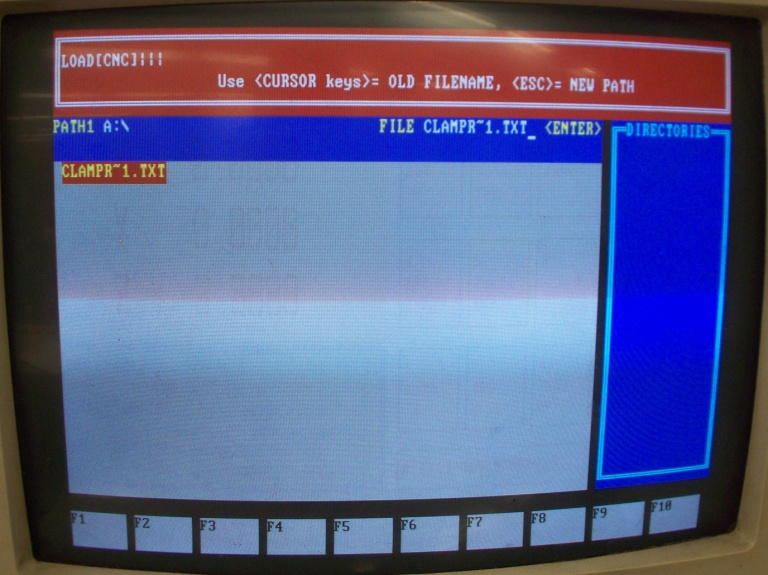 LOAD[CNC]¦¦¦
Use <CURSOR keys>= OLD FILENAME, <ESC>= NEW PATH
PATH1 A:\ FILE CLAMPR~1.TXT_ <ENTER>
DIRECTORIES
CLAMPR~1.TXT
F1 F2 F3 F4 F5 F6 F7 F8 F9 F10